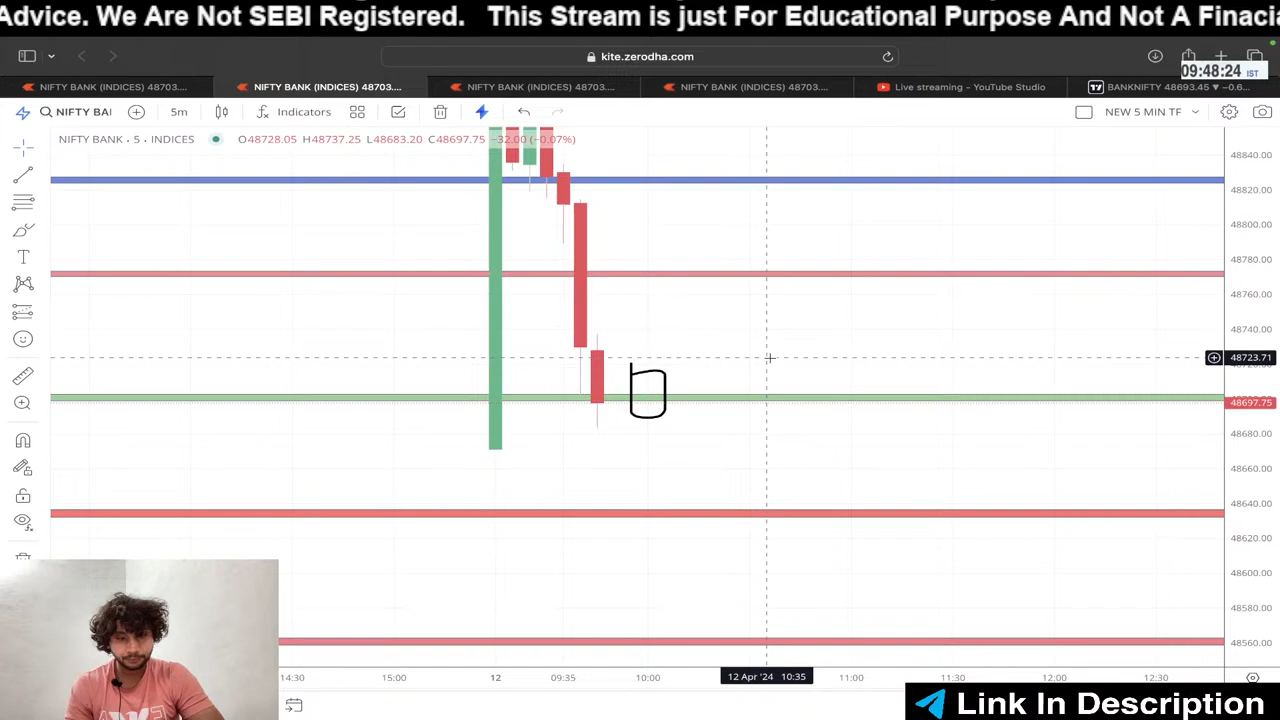 Advice. We Are Not SEBI Registered. This Stream is just For Educational Purpose And Not A Finacia
kite.zerodha.com
09:48:24 IST
NIFTY BANK (INDICES) 48703....
NIFTY BANK (INDICES) 48703....
NIFTY BANK (INDICES) 48703....
NIFTY BANK (INDICES) 48703....
Live streaming - YouTube Studio
BANKNIFTY 48693.45 ▼ −0.6...
NIFTY BAI
5m
Indicators
NEW 5 MIN TF
NIFTY BANK • 5 • INDICES
O48728.05 H48737.25 L48683.20 C48697.75 −32.00 (−0.07%)
48840.00
48820.00
48800.00
48780.00
48760.00
48740.00
48723.71
48697.75
48680.00
48660.00
48640.00
48620.00
48600.00
48580.00
48560.00
14:30
15:00
12
09:35
10:00
12 Apr '24 10:35
11:00
11:30
12:00
12:30
Link In Description